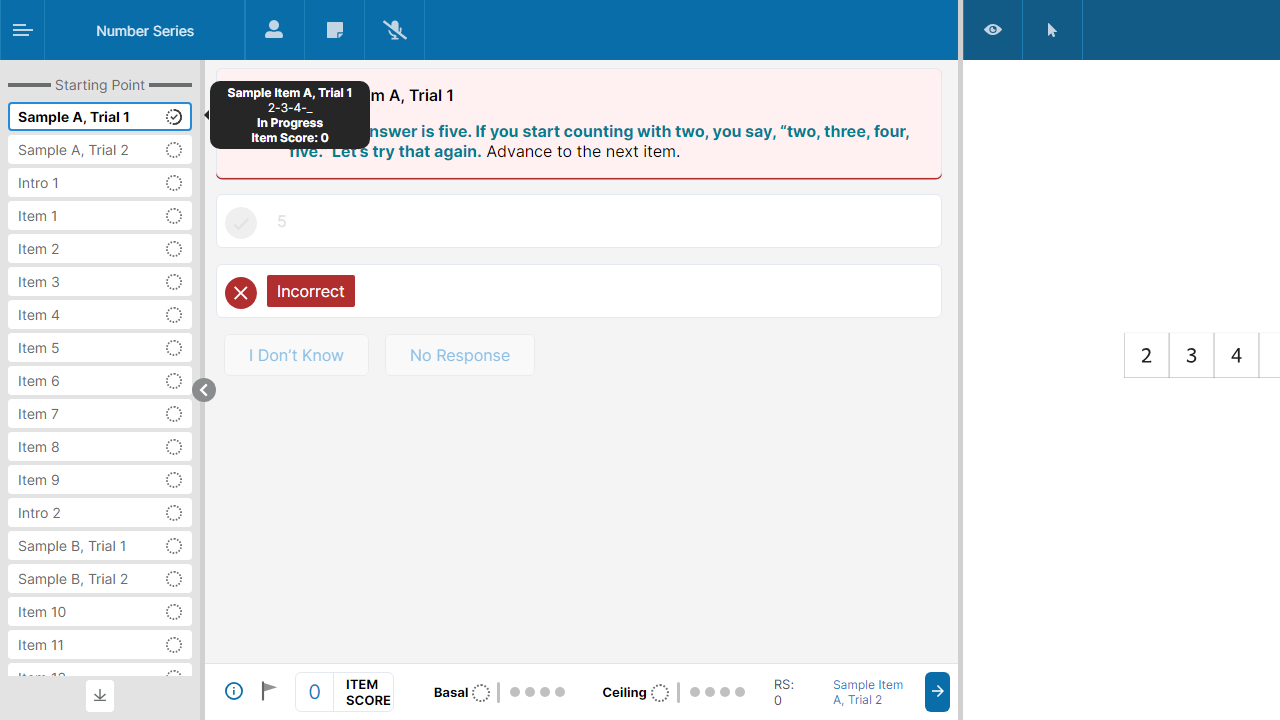 Number Series
Starting Point
Sample A, Trial 1
Sample A, Trial 2
Intro 1
Item 1
Item 2
Item 3
Item 4
Item 5
Item 6
Item 7
Item 8
Item 9
Intro 2
Sample B, Trial 1
Sample B, Trial 2
Item 10
Item 11
Sample Item A, Trial 1
2-3-4-_
In Progress
Item Score: 0
m A, Trial 1
nswer is five. If you start counting with two, you say, “two, three, four,
five.” Let’s try that again. Advance to the next item.
5
Incorrect
I Don’t Know
No Response
2 3 4
0
ITEM
SCORE
Basal
Ceiling
RS:
0
Sample Item
A, Trial 2